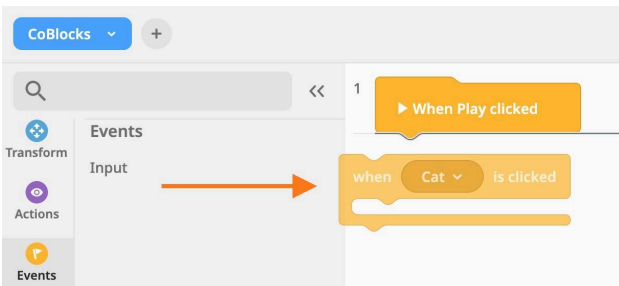 CoBlocks
+
1
When Play clicked
Transform
Events
Input
when Cat is clicked
Actions
Events